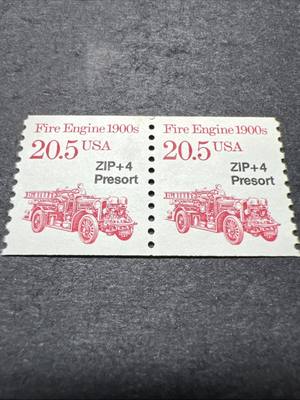 Fire Engine 1900s
20.5 USA
ZIP+4
Presort
Fire Engine 1900s
20.5 USA
ZIP+4
Presort